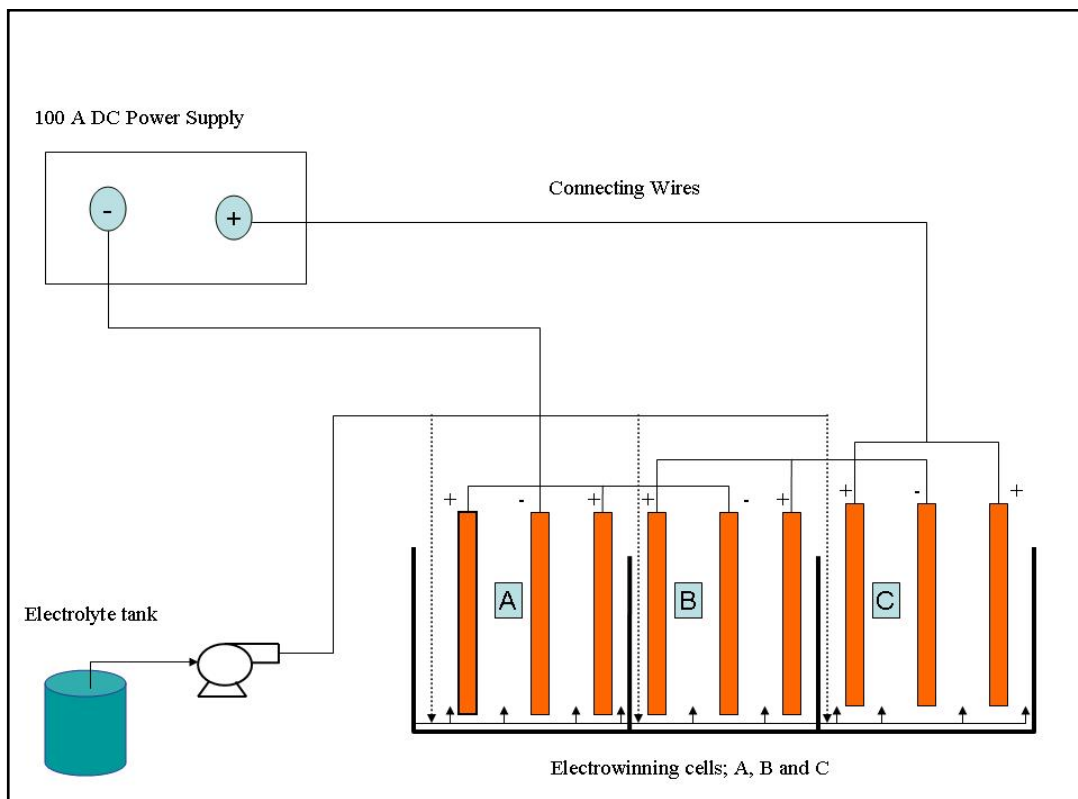 100 A DC Power Supply
Connecting Wires
- +
+ - + + - + + - +
A B C
Electrolyte tank
Electrowinning cells; A, B and C